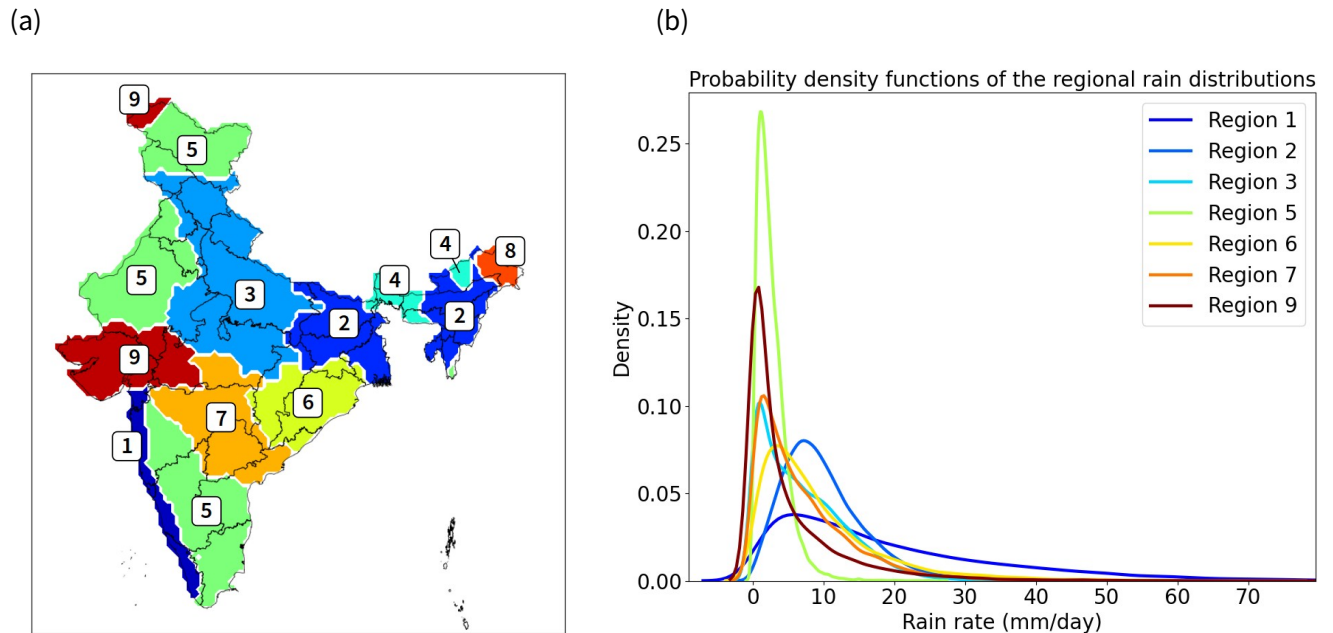 (a)
(b)
9
5
5
3
4
4
8
2
2
9
7
6
1
5
Probability density functions of the regional rain distributions
Density
0.25
0.20
0.15
0.10
0.05
0.00
Region 1
Region 2
Region 3
Region 5
Region 6
Region 7
Region 9
0 10 20 30 40 50 60 70
Rain rate (mm/day)